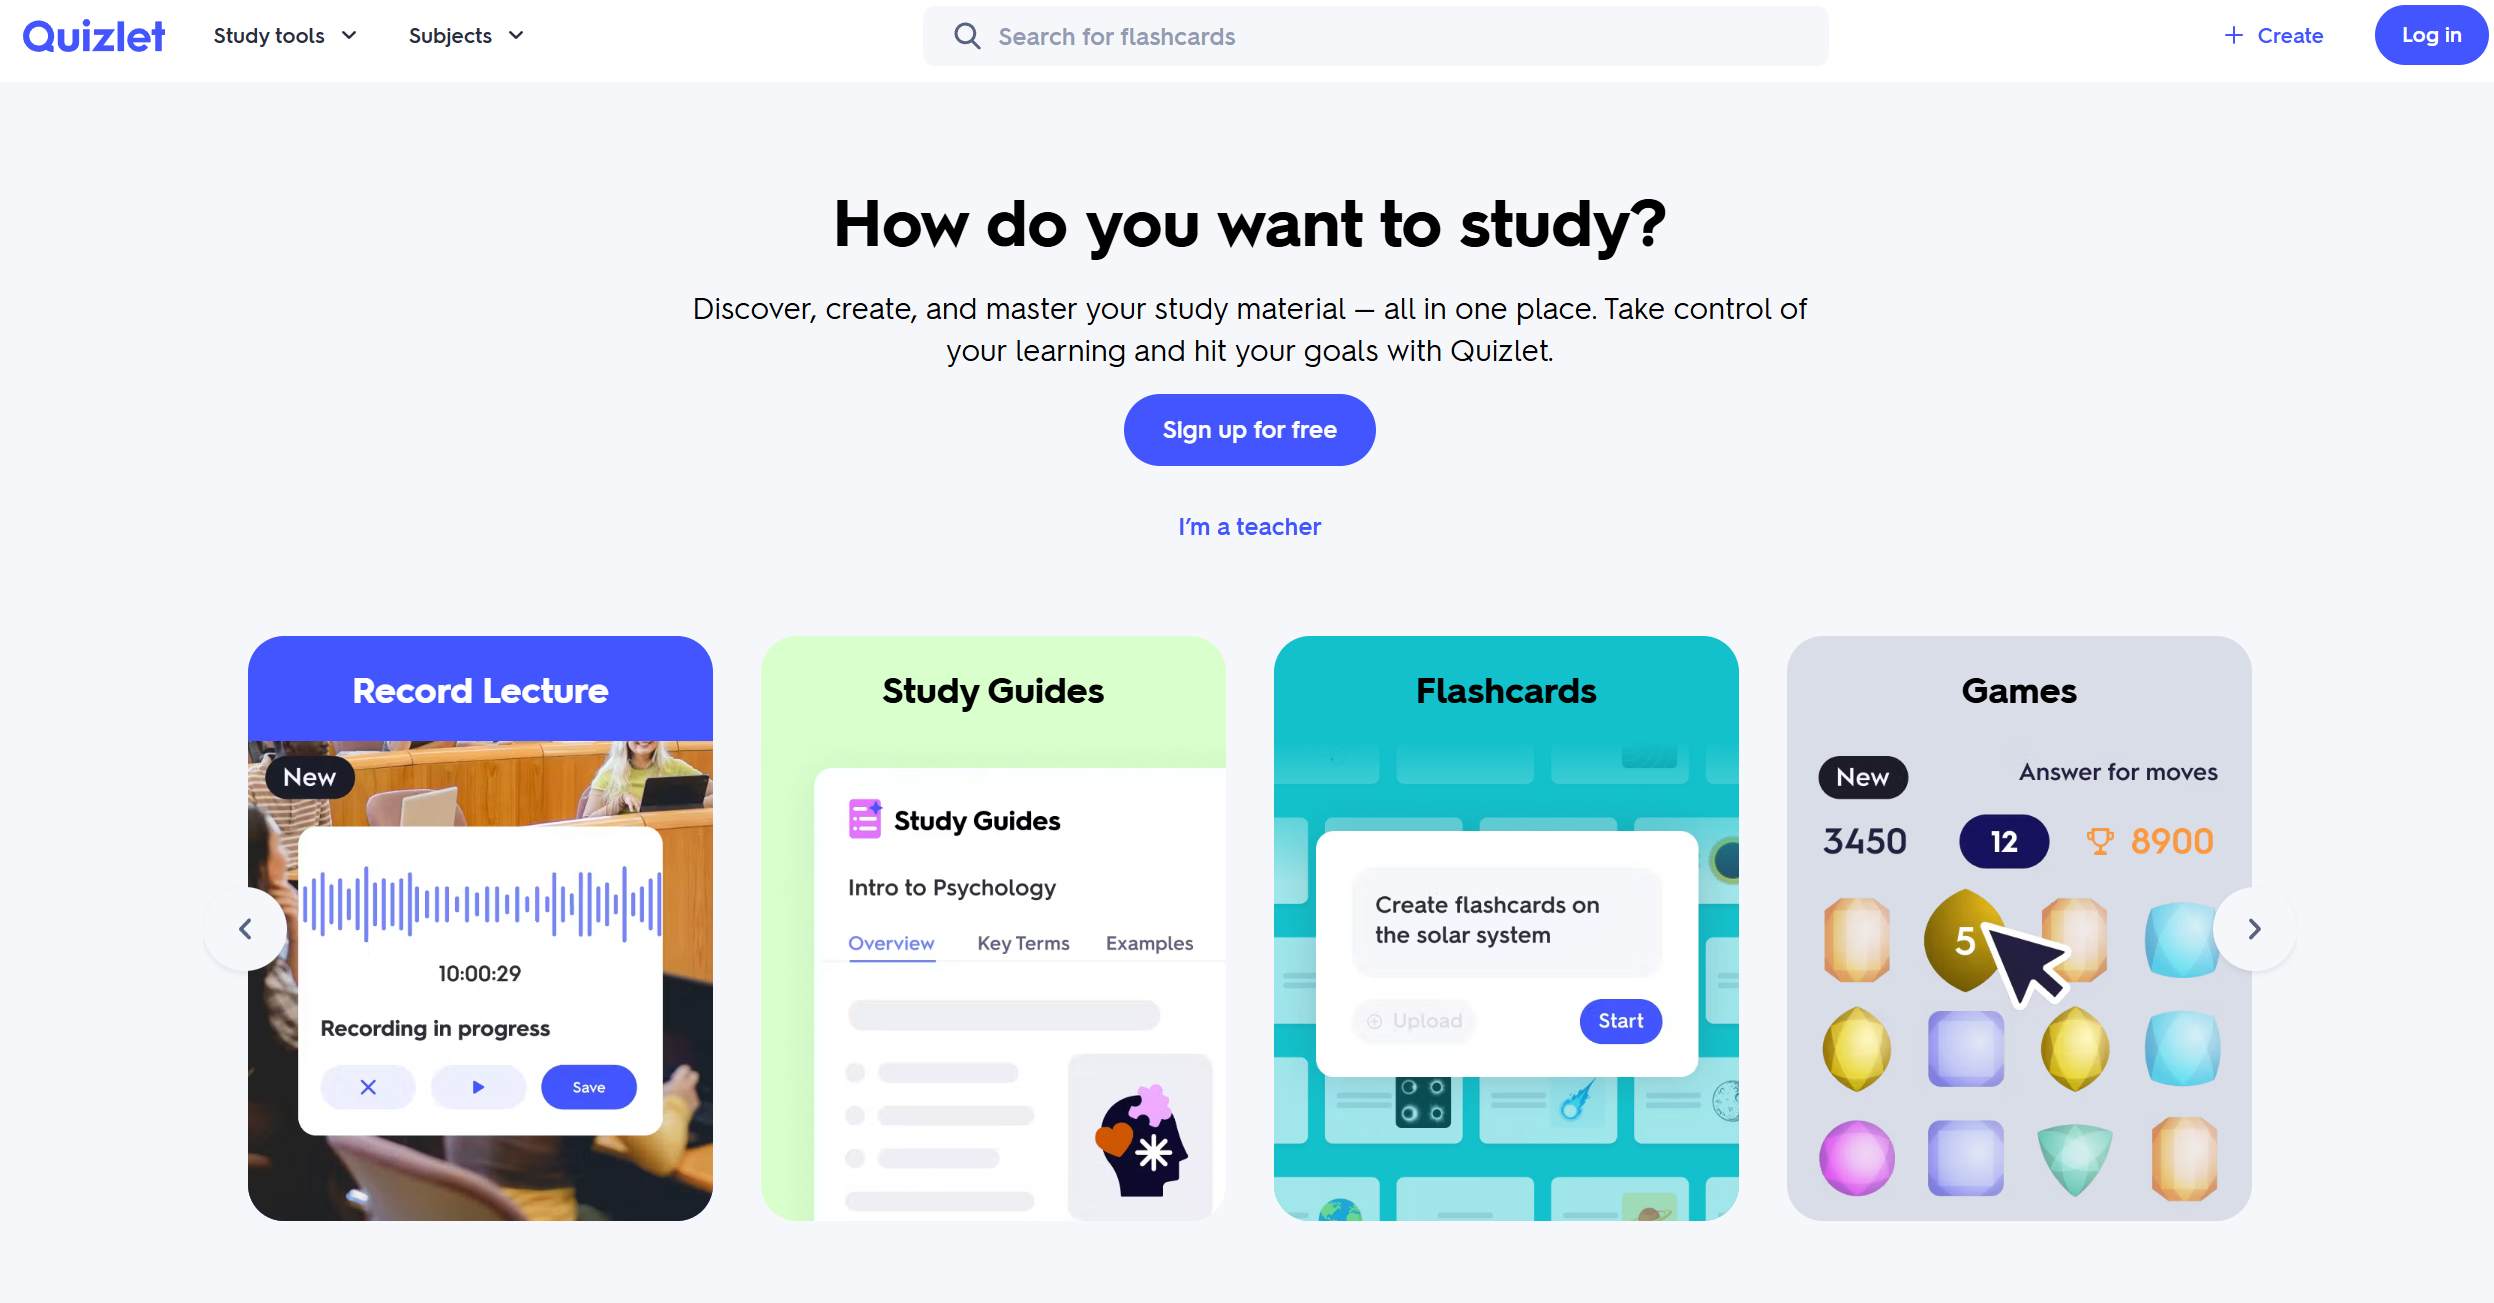 Quizlet
Study tools
Subjects
Search for flashcards
+ Create
Log in
How do you want to study?
Discover, create, and master your study material – all in one place. Take control of
your learning and hit your goals with Quizlet.
Sign up for free
I'm a teacher
Record Lecture
New
10:00:29
Recording in progress
Save
Study Guides
Study Guides
Intro to Psychology
Overview Key Terms Examples
Flashcards
Create flashcards on
the solar system
Upload
Start
Games
New
Answer for moves
3450 12 8900
5